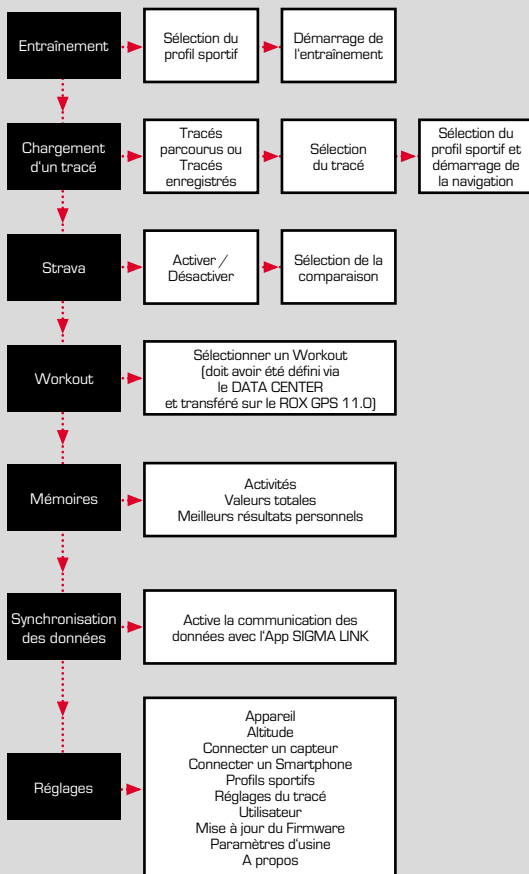 Entraînement
Sélection du
profil sportif
Démarrage de
l'entraînement
Chargement
d'un tracé
Tracés
parcourus ou
Tracés
enregistrés
Sélection
du tracé
Sélection du
profil sportif et
démarrage de
la navigation
Strava
Activer /
Désactiver
Sélection de la
comparaison
Workout
Sélectionner un Workout
(doit avoir été défini via
le DATA CENTER
et transféré sur le ROX GPS 11.0)
Mémoires
Activités
Valeurs totales
Meilleurs résultats personnels
Synchronisation
des données
Active la communication des
données avec l'App SIGMA LINK
Réglages
Appareil
Altitude
Connecter un capteur
Connecter un Smartphone
Profils sportifs
Réglages du tracé
Utilisateur
Mise à jour du Firmware
Paramètres d'usine
A propos